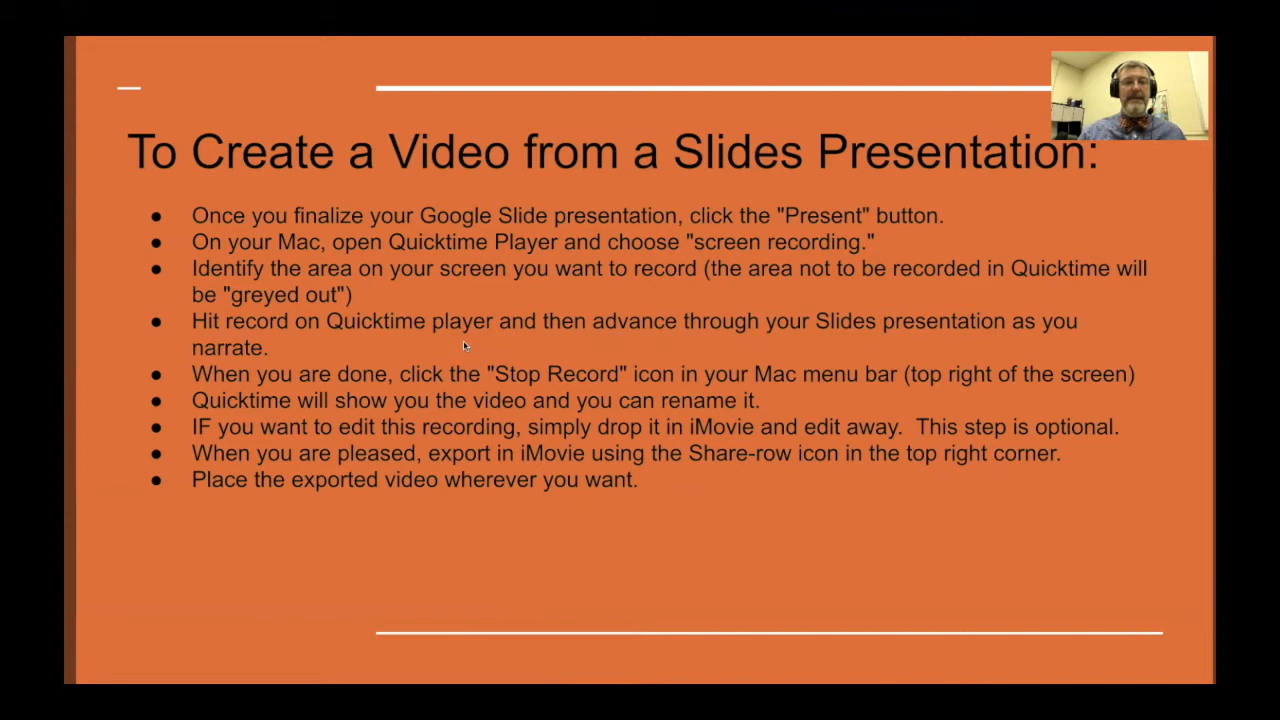 To Create a Video from a Slides Presentation:
● Once you finalize your Google Slide presentation, click the "Present" button.
● On your Mac, open Quicktime Player and choose "screen recording."
● Identify the area on your screen you want to record (the area not to be recorded in Quicktime will
be "greyed out")
● Hit record on Quicktime player and then advance through your Slides presentation as you
narrate.
● When you are done, click the "Stop Record" icon in your Mac menu bar (top right of the screen)
● Quicktime will show you the video and you can rename it.
● IF you want to edit this recording, simply drop it in iMovie and edit away.  This step is optional.
● When you are pleased, export in iMovie using the Share-row icon in the top right corner.
● Place the exported video wherever you want.